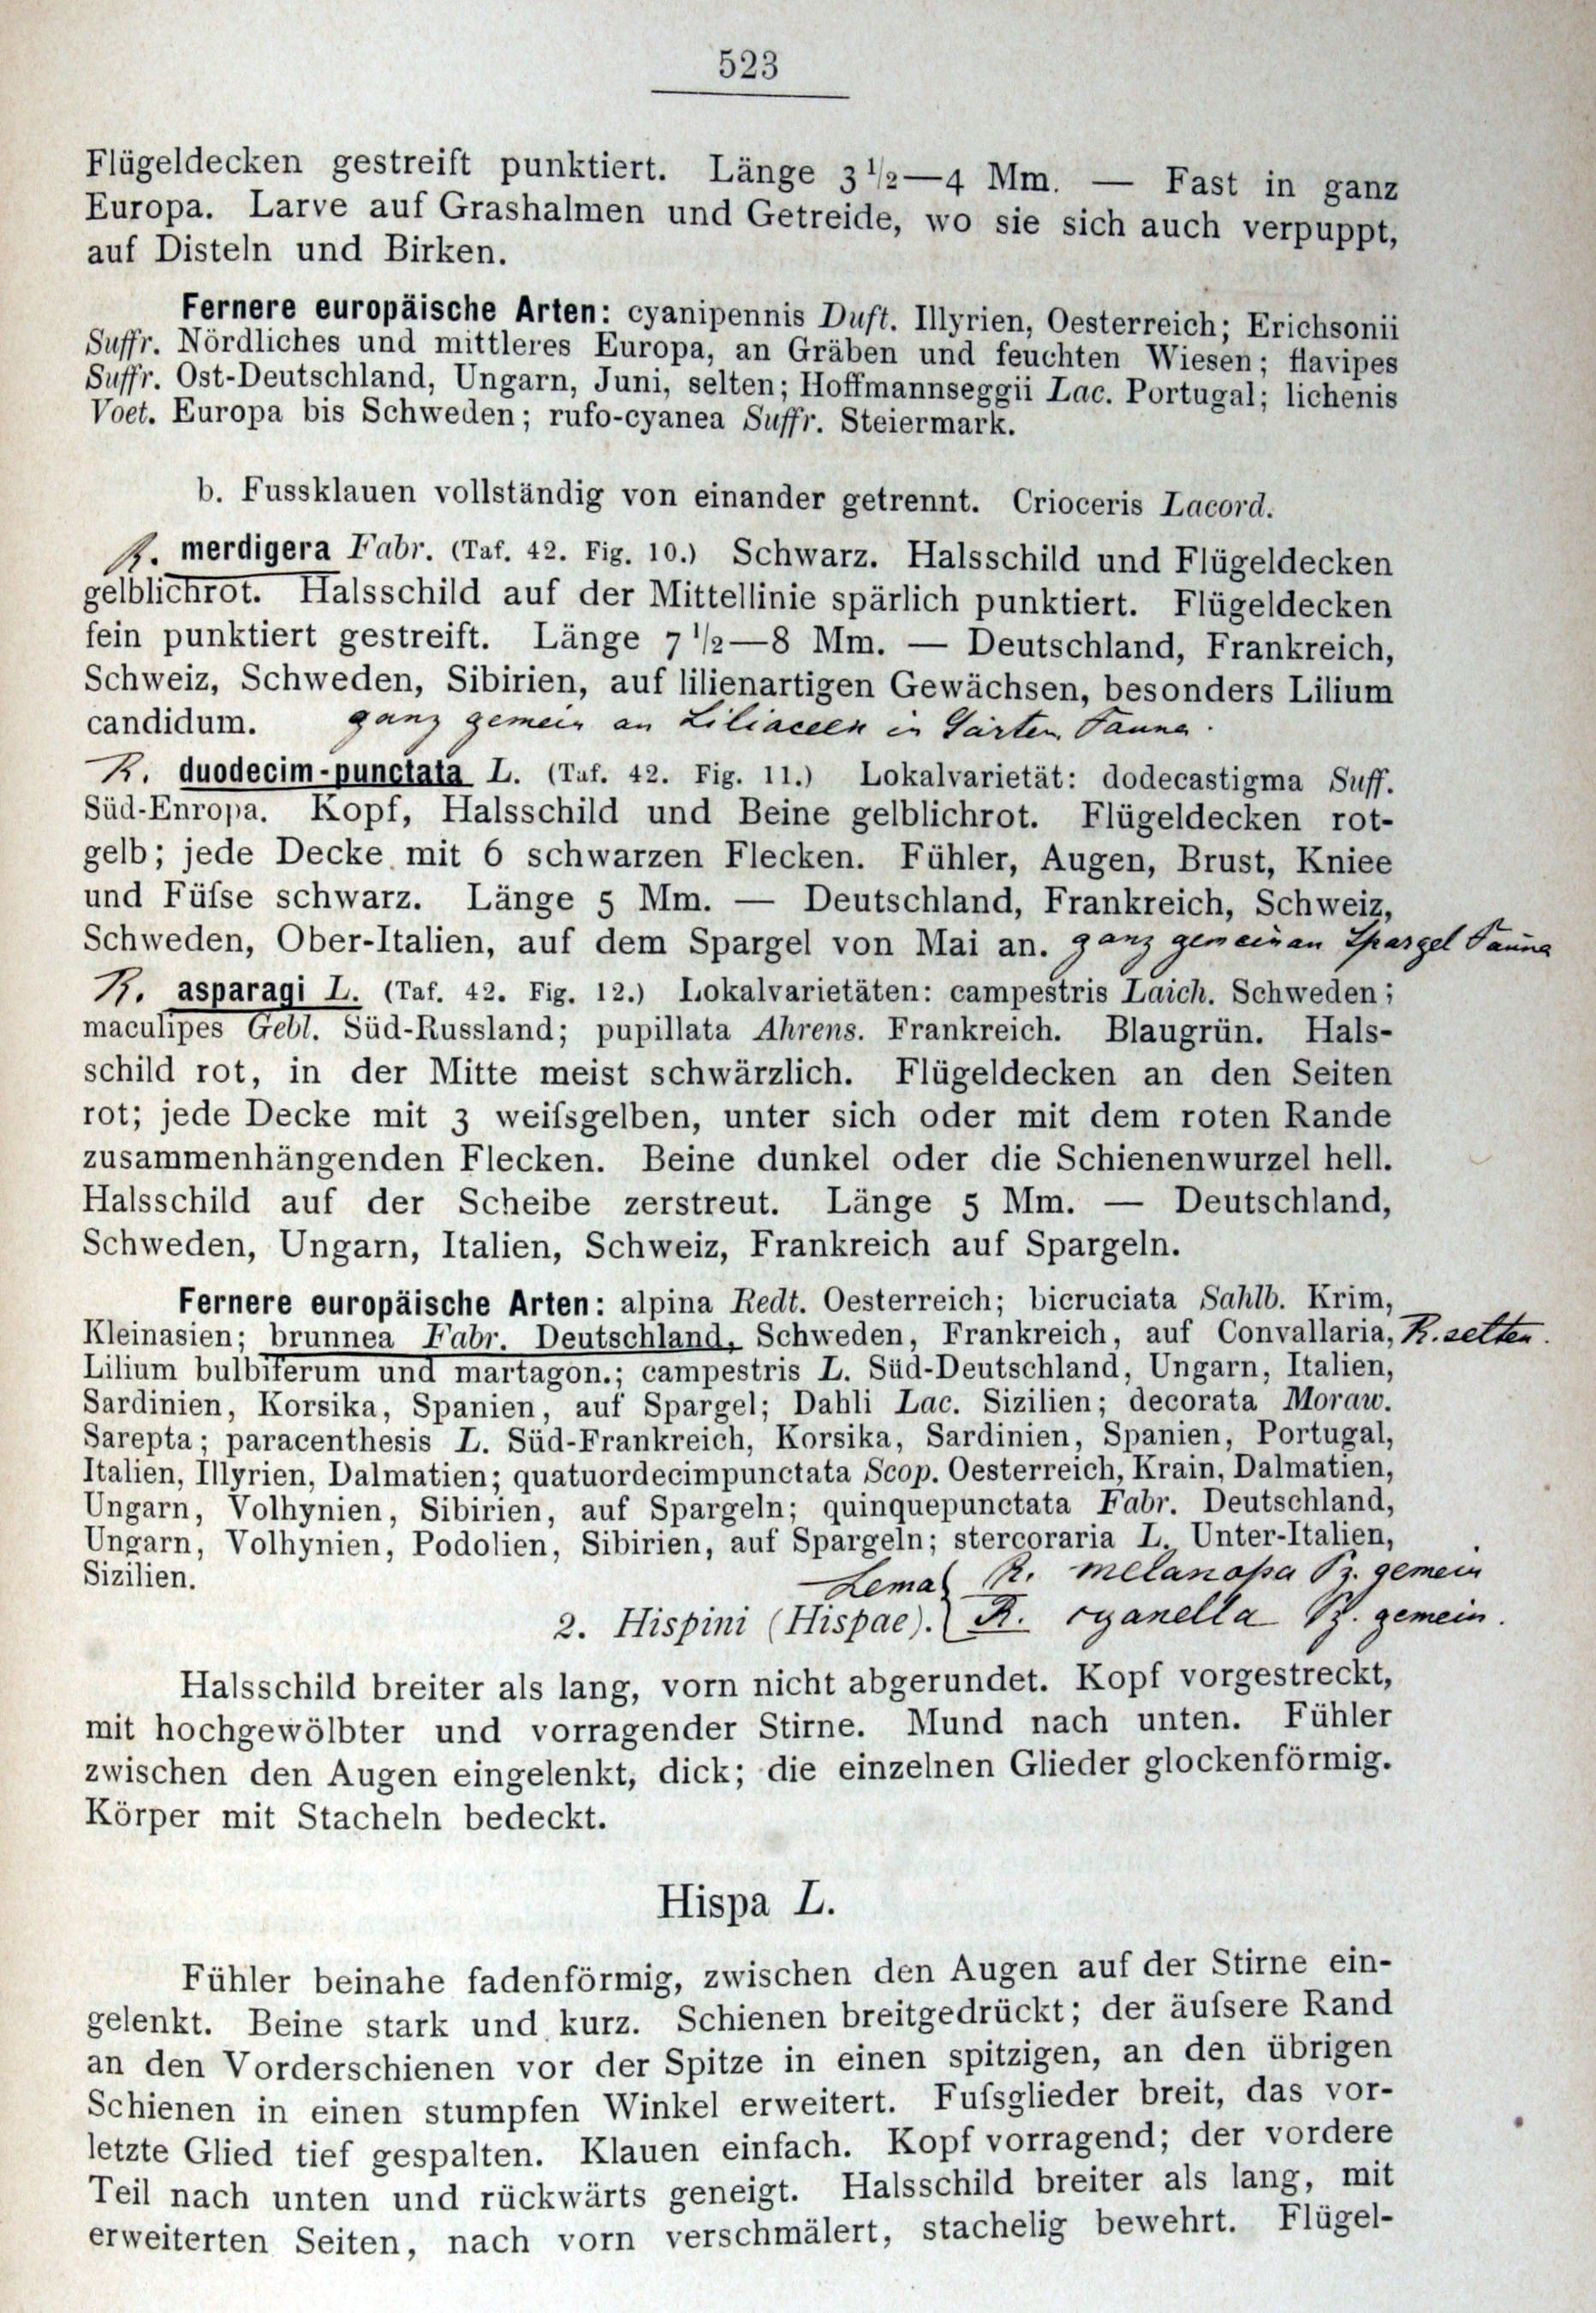 523
Flügeldecken gestreift punktiert. Länge 3 1/2—4 Mm. — Fast in ganz
Europa. Larve auf Grashalmen und Getreide, wo sie sich auch verpuppt,
auf Disteln und Birken.
Fernere europäische Arten: cyanipennis Duft. Illyrien, Oesterreich; Erichsonii
Suffr. Nördliches und mittleres Europa, an Gräben und feuchten Wiesen; flavipes
Suffr. Ost-Deutschland, Ungarn, Juni, selten; Hoffmannseggii Lac. Portugal; lichenis
Voet. Europa bis Schweden; rufo-cyanea Suffr. Steiermark.
b. Fussklauen vollständig von einander getrennt. Crioceris Lacord.
R. merdigera Fabr. (Taf. 42. Fig. 10.) Schwarz. Halsschild und Flügeldecken
gelblichrot. Halsschild auf der Mittellinie spärlich punktiert. Flügeldecken
fein punktiert gestreift. Länge 7 1/2—8 Mm. — Deutschland, Frankreich,
Schweiz, Schweden, Sibirien, auf lilienartigen Gewächsen, besonders Lilium
candidum. ganz gemein an Liliaceen in Gärten, Fauna.
R. duodecim-punctata L. (Taf. 42. Fig. 11.) Lokalvarietät: dodecastigma Suff.
Süd-Enropa. Kopf, Halsschild und Beine gelblichrot. Flügeldecken rot-
gelb; jede Decke mit 6 schwarzen Flecken. Fühler, Augen, Brust, Kniee
und Füſse schwarz. Länge 5 Mm. — Deutschland, Frankreich, Schweiz,
Schweden, Ober-Italien, auf dem Spargel von Mai an. ganz gemein an Spargel Fauna
R. asparagi L. (Taf. 42. Fig. 12.) Lokalvarietäten: campestris Laich. Schweden;
maculipes Gebl. Süd-Russland; pupillata Ahrens. Frankreich. Blaugrün. Hals-
schild rot, in der Mitte meist schwärzlich. Flügeldecken an den Seiten
rot; jede Decke mit 3 weiſsgelben, unter sich oder mit dem roten Rande
zusammenhängenden Flecken. Beine dunkel oder die Schienenwurzel hell.
Halsschild auf der Scheibe zerstreut. Länge 5 Mm. — Deutschland,
Schweden, Ungarn, Italien, Schweiz, Frankreich auf Spargeln.
Fernere europäische Arten: alpina Redt. Oesterreich; bicruciata Sahlb. Krim,
Kleinasien; brunnea Fabr. Deutschland, Schweden, Frankreich, auf Convallaria, R. selten.
Lilium bulbiferum und martagon.; campestris L. Süd-Deutschland, Ungarn, Italien,
Sardinien, Korsika, Spanien, auf Spargel; Dahli Lac. Sizilien; decorata Moraw.
Sarepta; paracenthesis L. Süd-Frankreich, Korsika, Sardinien, Spanien, Portugal,
Italien, Illyrien, Dalmatien; quatuordecimpunctata Scop. Oesterreich, Krain, Dalmatien,
Ungarn, Volhynien, Sibirien, auf Spargeln; quinquepunctata Fabr. Deutschland,
Ungarn, Volhynien, Podolien, Sibirien, auf Spargeln; stercoraria L. Unter-Italien,
Sizilien.
Lema { R. melanopa Pz. gemein
2. Hispini (Hispae). { R. cyanella Pz. gemein.
Halsschild breiter als lang, vorn nicht abgerundet. Kopf vorgestreckt,
mit hochgewölbter und vorragender Stirne. Mund nach unten. Fühler
zwischen den Augen eingelenkt, dick; die einzelnen Glieder glockenförmig.
Körper mit Stacheln bedeckt.
Hispa L.
Fühler beinahe fadenförmig, zwischen den Augen auf der Stirne ein-
gelenkt. Beine stark und kurz. Schienen breitgedrückt; der äuſsere Rand
an den Vorderschienen vor der Spitze in einen spitzigen, an den übrigen
Schienen in einen stumpfen Winkel erweitert. Fuſsglieder breit, das vor-
letzte Glied tief gespalten. Klauen einfach. Kopf vorragend; der vordere
Teil nach unten und rückwärts geneigt. Halsschild breiter als lang, mit
erweiterten Seiten, nach vorn verschmälert, stachelig bewehrt. Flügel-